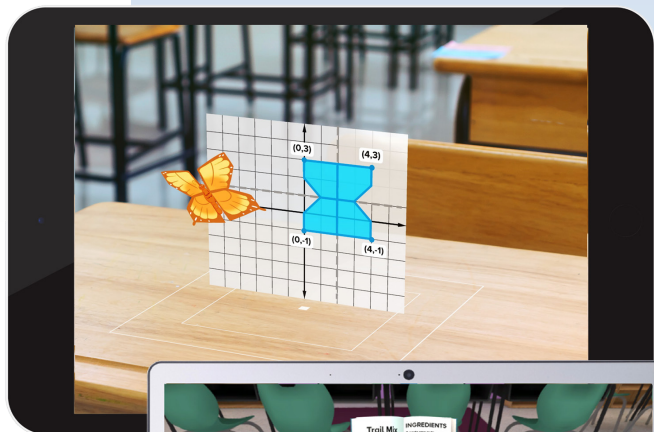 (0,3)
(4,3)
(0,-1)
(4,-1)
Trail Mix
INGREDIENTS